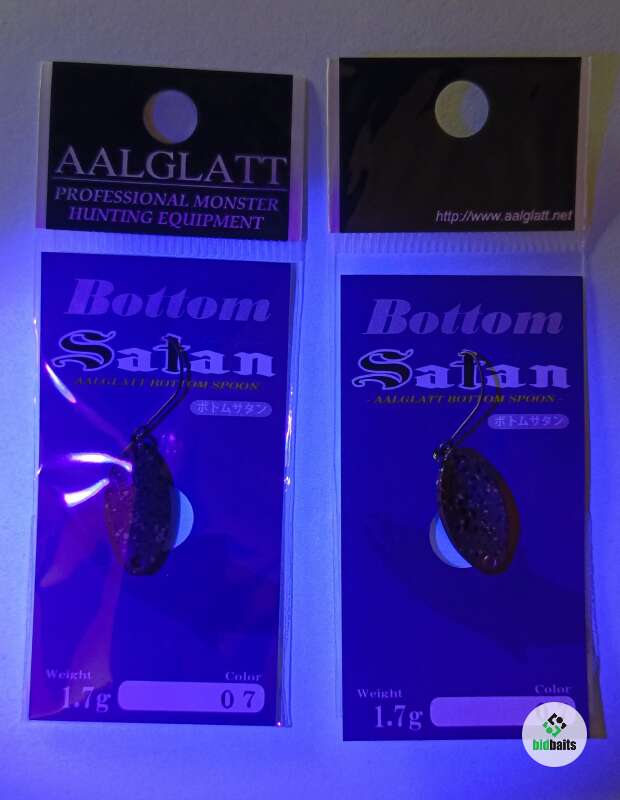 AALGLATT
PROFESSIONAL MONSTER
HUNTING EQUIPMENT
Bottom
Satan
AALGLATT BOTTOM SPOON
ボトムサタン
Weight
Color
1.7g
07
http://www.aalglatt.net
Bottom
Satan
- AALGLATT BOTTOM SPOON -
ボトムサタン
Weight
Color
1.7g
bidbaits